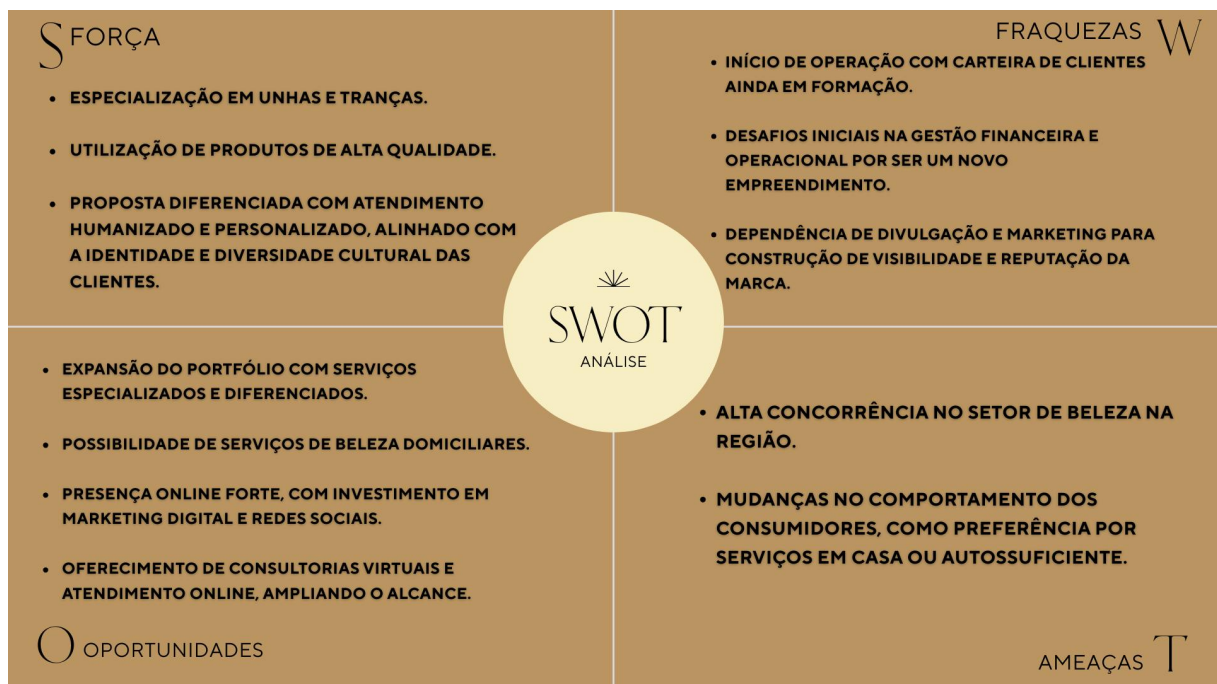 S FORÇA
• ESPECIALIZAÇÃO EM UNHAS E TRANÇAS.
• UTILIZAÇÃO DE PRODUTOS DE ALTA QUALIDADE.
• PROPOSTA DIFERENCIADA COM ATENDIMENTO
HUMANIZADO E PERSONALIZADO, ALINHADO COM
A IDENTIDADE E DIVERSIDADE CULTURAL DAS
CLIENTES.
FRAQUEZAS W
• INÍCIO DE OPERAÇÃO COM CARTEIRA DE CLIENTES
AINDA EM FORMAÇÃO.
• DESAFIOS INICIAIS NA GESTÃO FINANCEIRA E
OPERACIONAL POR SER UM NOVO
EMPREENDIMENTO.
• DEPENDÊNCIA DE DIVULGAÇÃO E MARKETING PARA
CONSTRUÇÃO DE VISIBILIDADE E REPUTAÇÃO DA
MARCA.
SWOT
ANÁLISE
• EXPANSÃO DO PORTFÓLIO COM SERVIÇOS
ESPECIALIZADOS E DIFERENCIADOS.
• POSSIBILIDADE DE SERVIÇOS DE BELEZA DOMICILIARES.
• PRESENÇA ONLINE FORTE, COM INVESTIMENTO EM
MARKETING DIGITAL E REDES SOCIAIS.
• OFERECIMENTO DE CONSULTORIAS VIRTUAIS E
ATENDIMENTO ONLINE, AMPLIANDO O ALCANCE.
O OPORTUNIDADES
• ALTA CONCORRÊNCIA NO SETOR DE BELEZA NA
REGIÃO.
• MUDANÇAS NO COMPORTAMENTO DOS
CONSUMIDORES, COMO PREFERÊNCIA POR
SERVIÇOS EM CASA OU AUTOSSUFICIENTE.
AMEAÇAS T